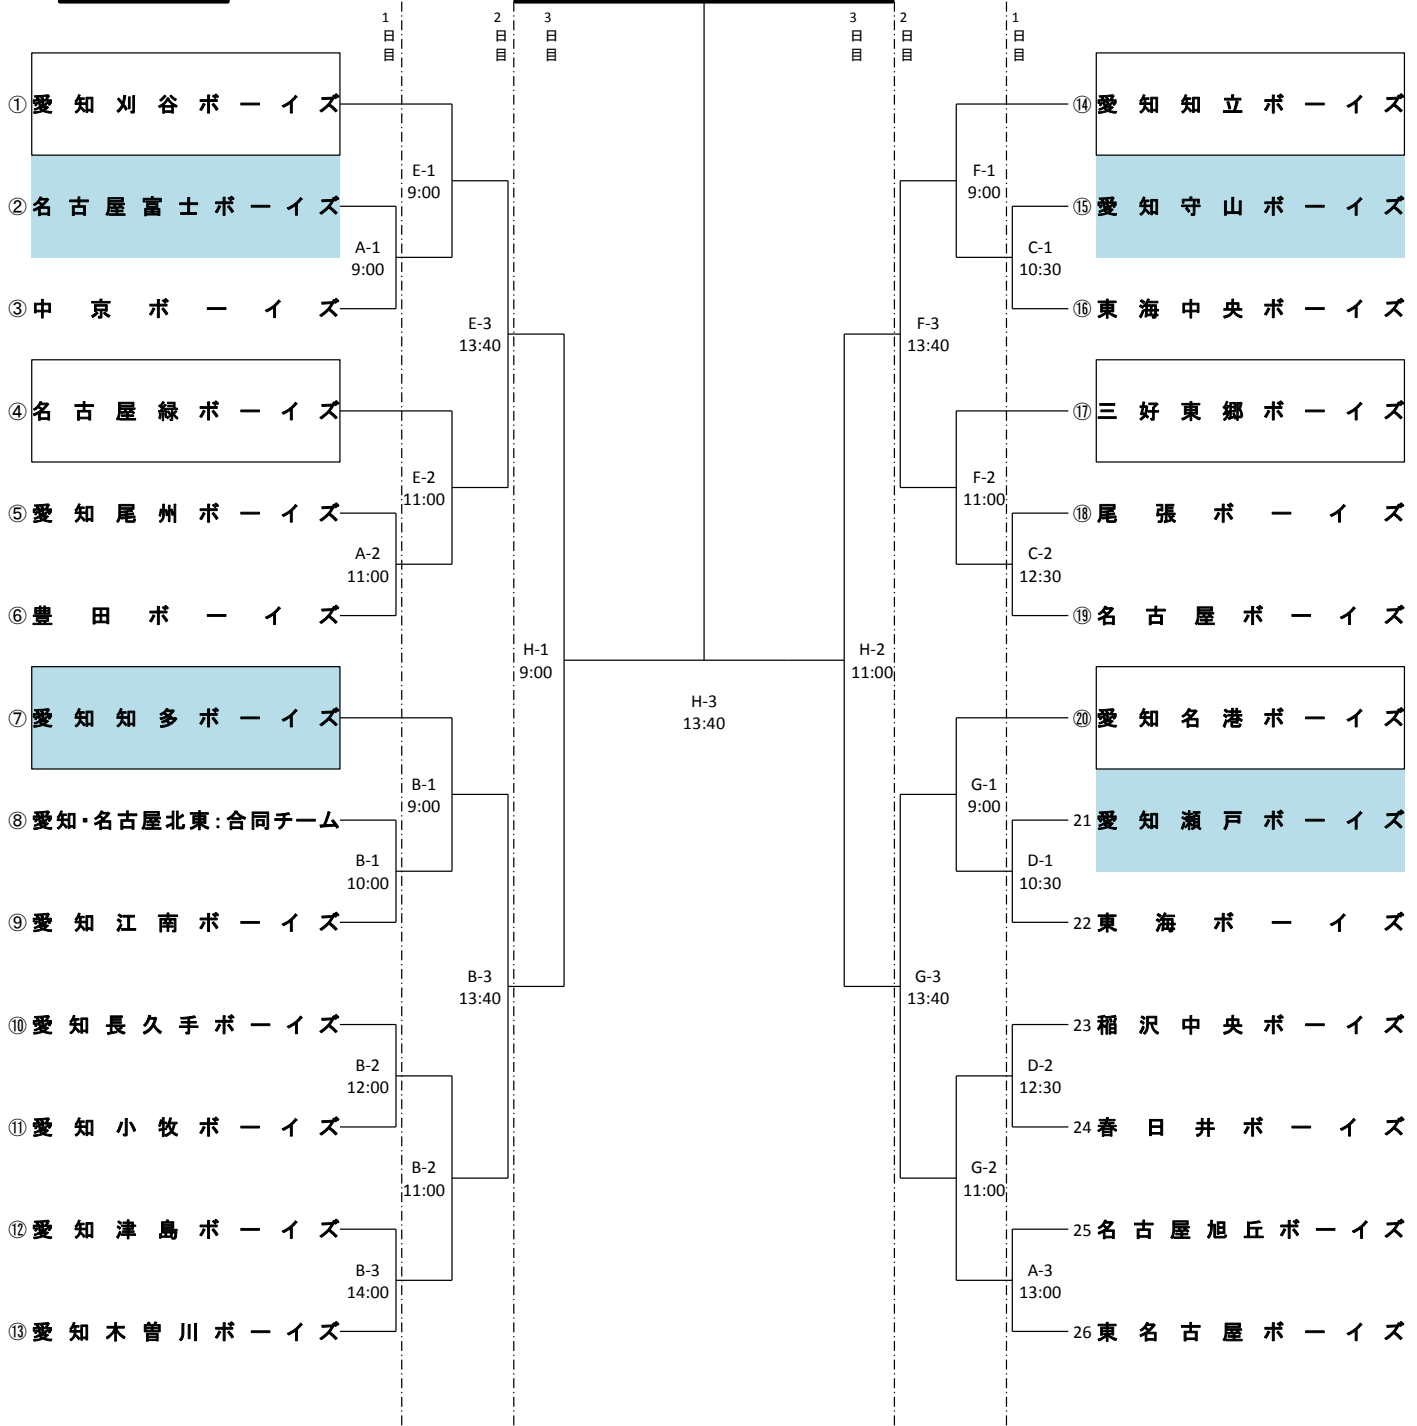 1日目
2日目
3日目
3日目
2日目
1日目
①愛知刈谷ボーイズ
②名古屋富士ボーイズ
③中京ボーイズ
④名古屋緑ボーイズ
⑤愛知尾州ボーイズ
⑥豊田ボーイズ
⑦愛知知多ボーイズ
⑧愛知・名古屋北東:合同チーム
⑨愛知江南ボーイズ
⑩愛知長久手ボーイズ
⑪愛知小牧ボーイズ
⑫愛知津島ボーイズ
⑬愛知木曽川ボーイズ
A-1
9:00
A-2
11:00
B-1
10:00
B-2
12:00
B-3
14:00
E-1
9:00
E-2
11:00
B-1
9:00
B-2
11:00
E-3
13:40
B-3
13:40
H-1
9:00
H-3
13:40
H-2
11:00
F-3
13:40
G-3
13:40
F-1
9:00
F-2
11:00
G-1
9:00
G-2
11:00
C-1
10:30
C-2
12:30
D-1
10:30
D-2
12:30
A-3
13:00
⑭愛知知立ボーイズ
⑮愛知守山ボーイズ
⑯東海中央ボーイズ
⑰三好東郷ボーイズ
⑱尾張ボーイズ
⑲名古屋ボーイズ
⑳愛知名港ボーイズ
21愛知瀬戸ボーイズ
22東海ボーイズ
23稲沢中央ボーイズ
24春日井ボーイズ
25名古屋旭丘ボーイズ
26東名古屋ボーイズ